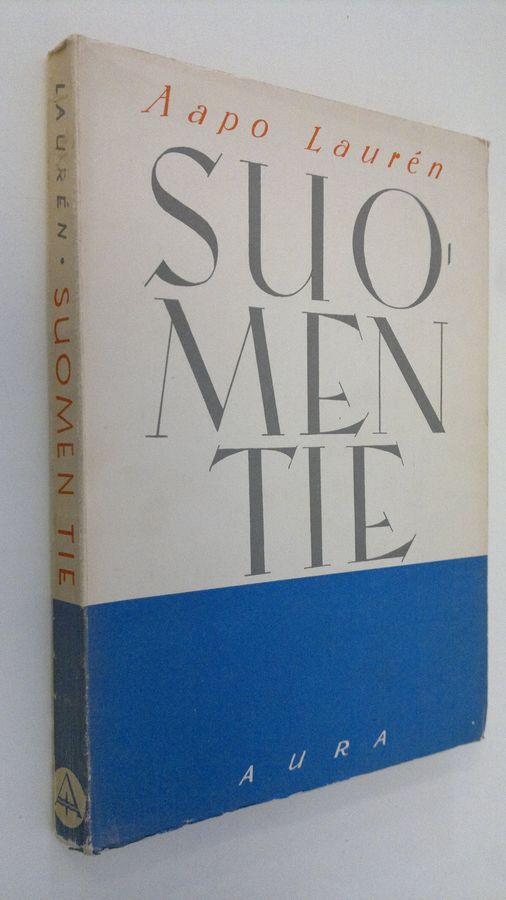 Aapo Laurén
SUO-
MEN
TIE
AURA
LAURÉN • SUOMEN TIE
A